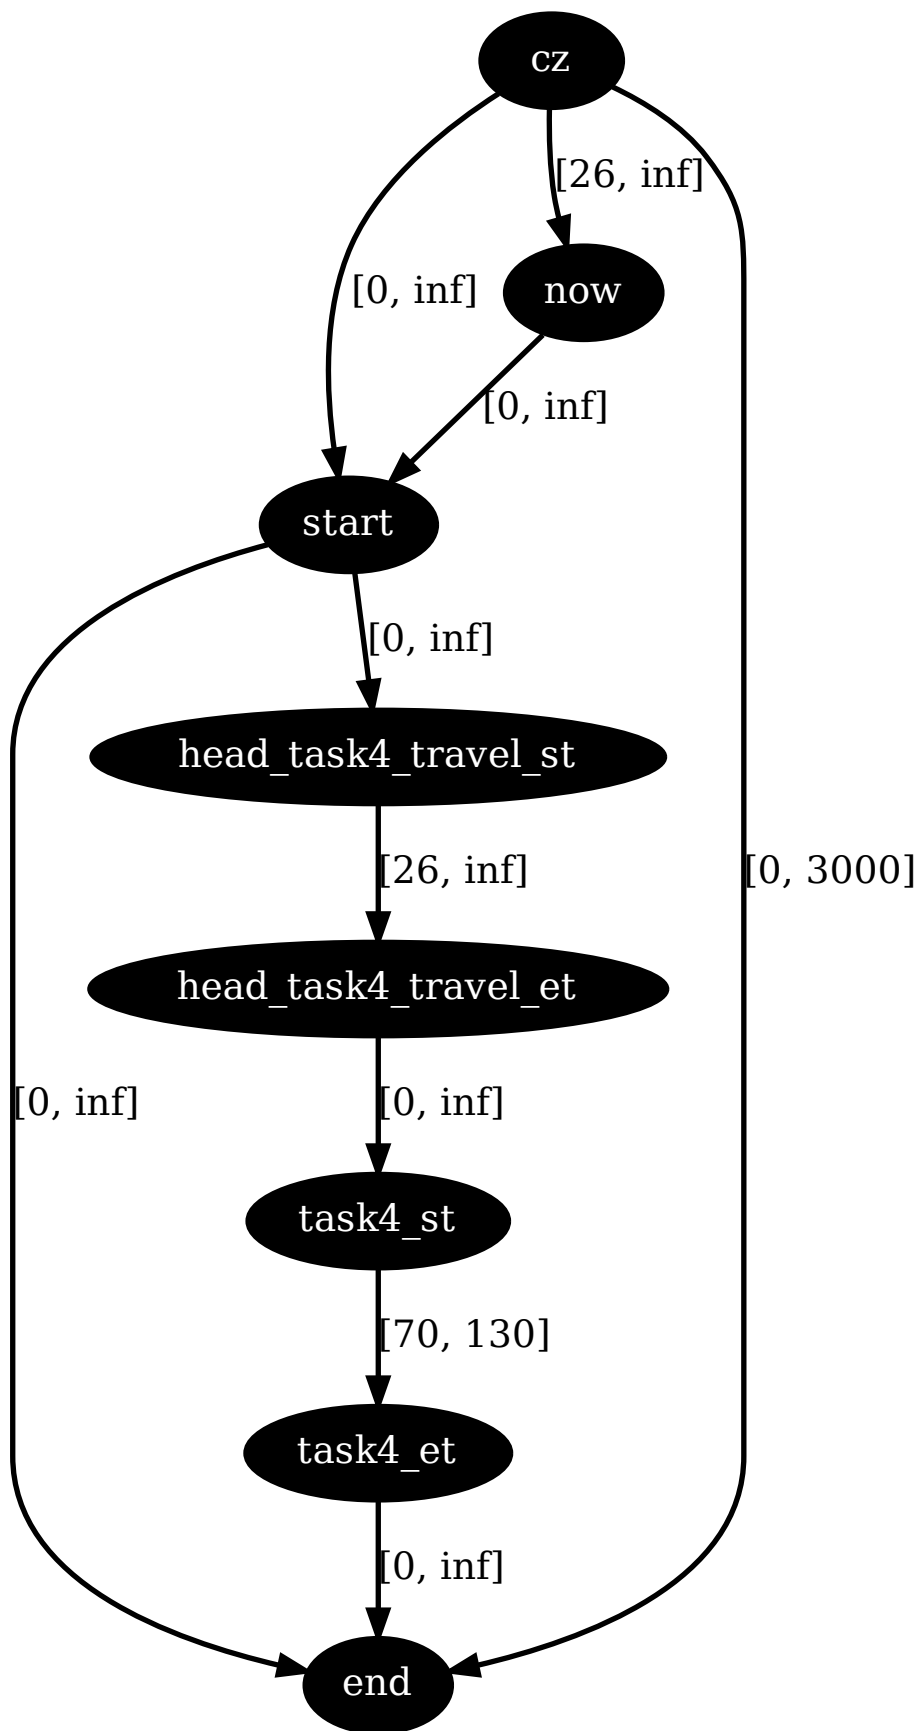 cz
[26, inf]
[0, inf]
now
[0, inf]
start
[0, inf]
head_task4_travel_st
[26, inf]
[0, 3000]
head_task4_travel_et
[0, inf]
[0, inf]
task4_st
[70, 130]
task4_et
[0, inf]
end